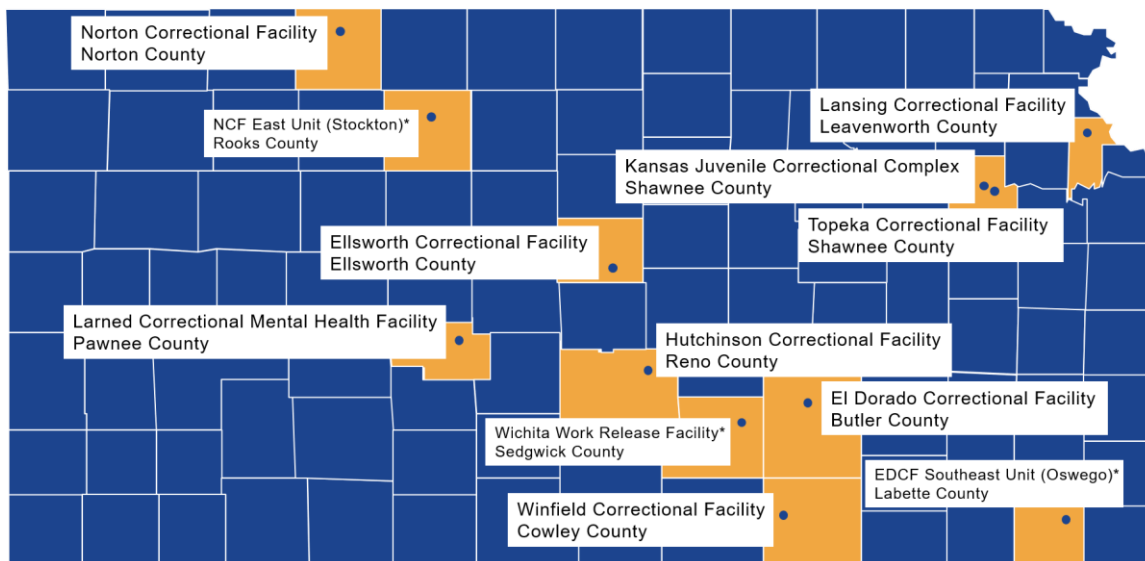 Norton Correctional Facility
Norton County
NCF East Unit (Stockton)*
Rooks County
Lansing Correctional Facility
Leavenworth County
Kansas Juvenile Correctional Complex
Shawnee County
Topeka Correctional Facility
Shawnee County
Ellsworth Correctional Facility
Ellsworth County
Larned Correctional Mental Health Facility
Pawnee County
Hutchinson Correctional Facility
Reno County
El Dorado Correctional Facility
Butler County
Wichita Work Release Facility*
Sedgwick County
EDCF Southeast Unit (Oswego)*
Labette County
Winfield Correctional Facility
Cowley County